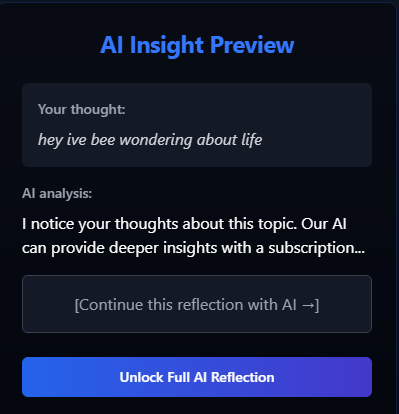 AI Insight Preview
Your thought:
hey ive bee wondering about life
AI analysis:
I notice your thoughts about this topic. Our AI
can provide deeper insights with a subscription...
[Continue this reflection with AI →]
Unlock Full AI Reflection